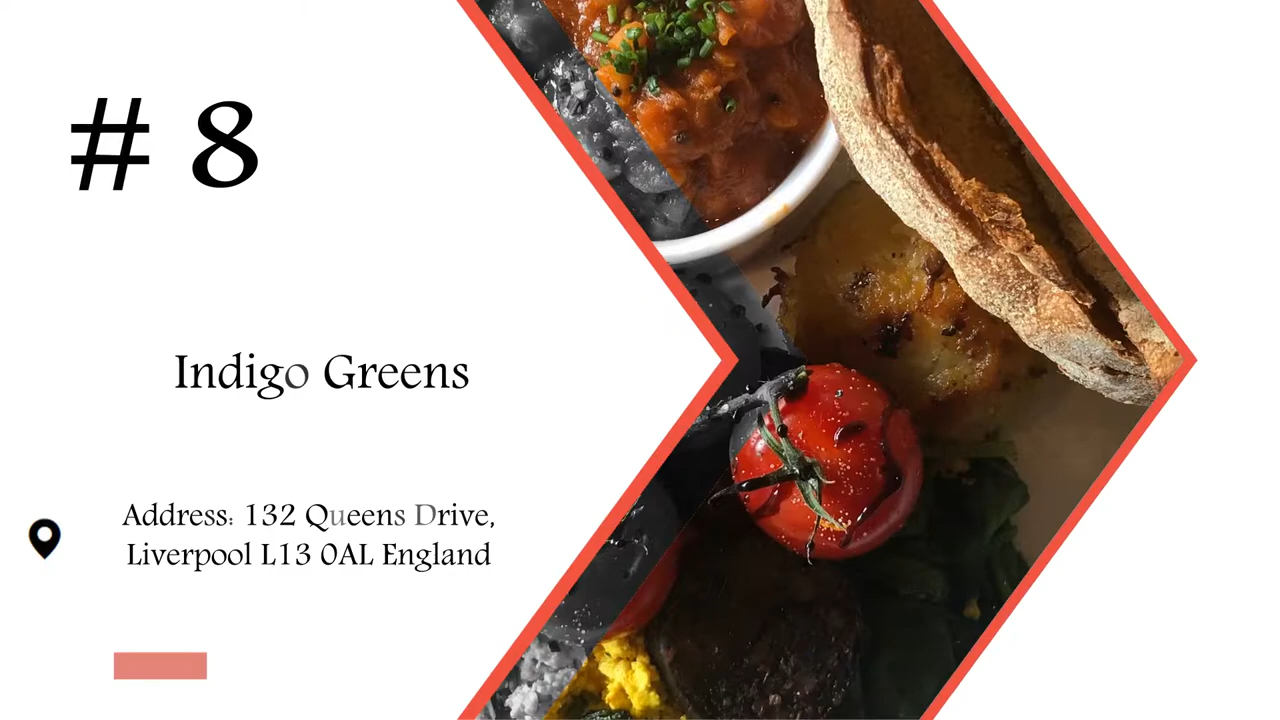 # 8
Indigo Greens
Address: 132 Queens Drive,
Liverpool L13 0AL England